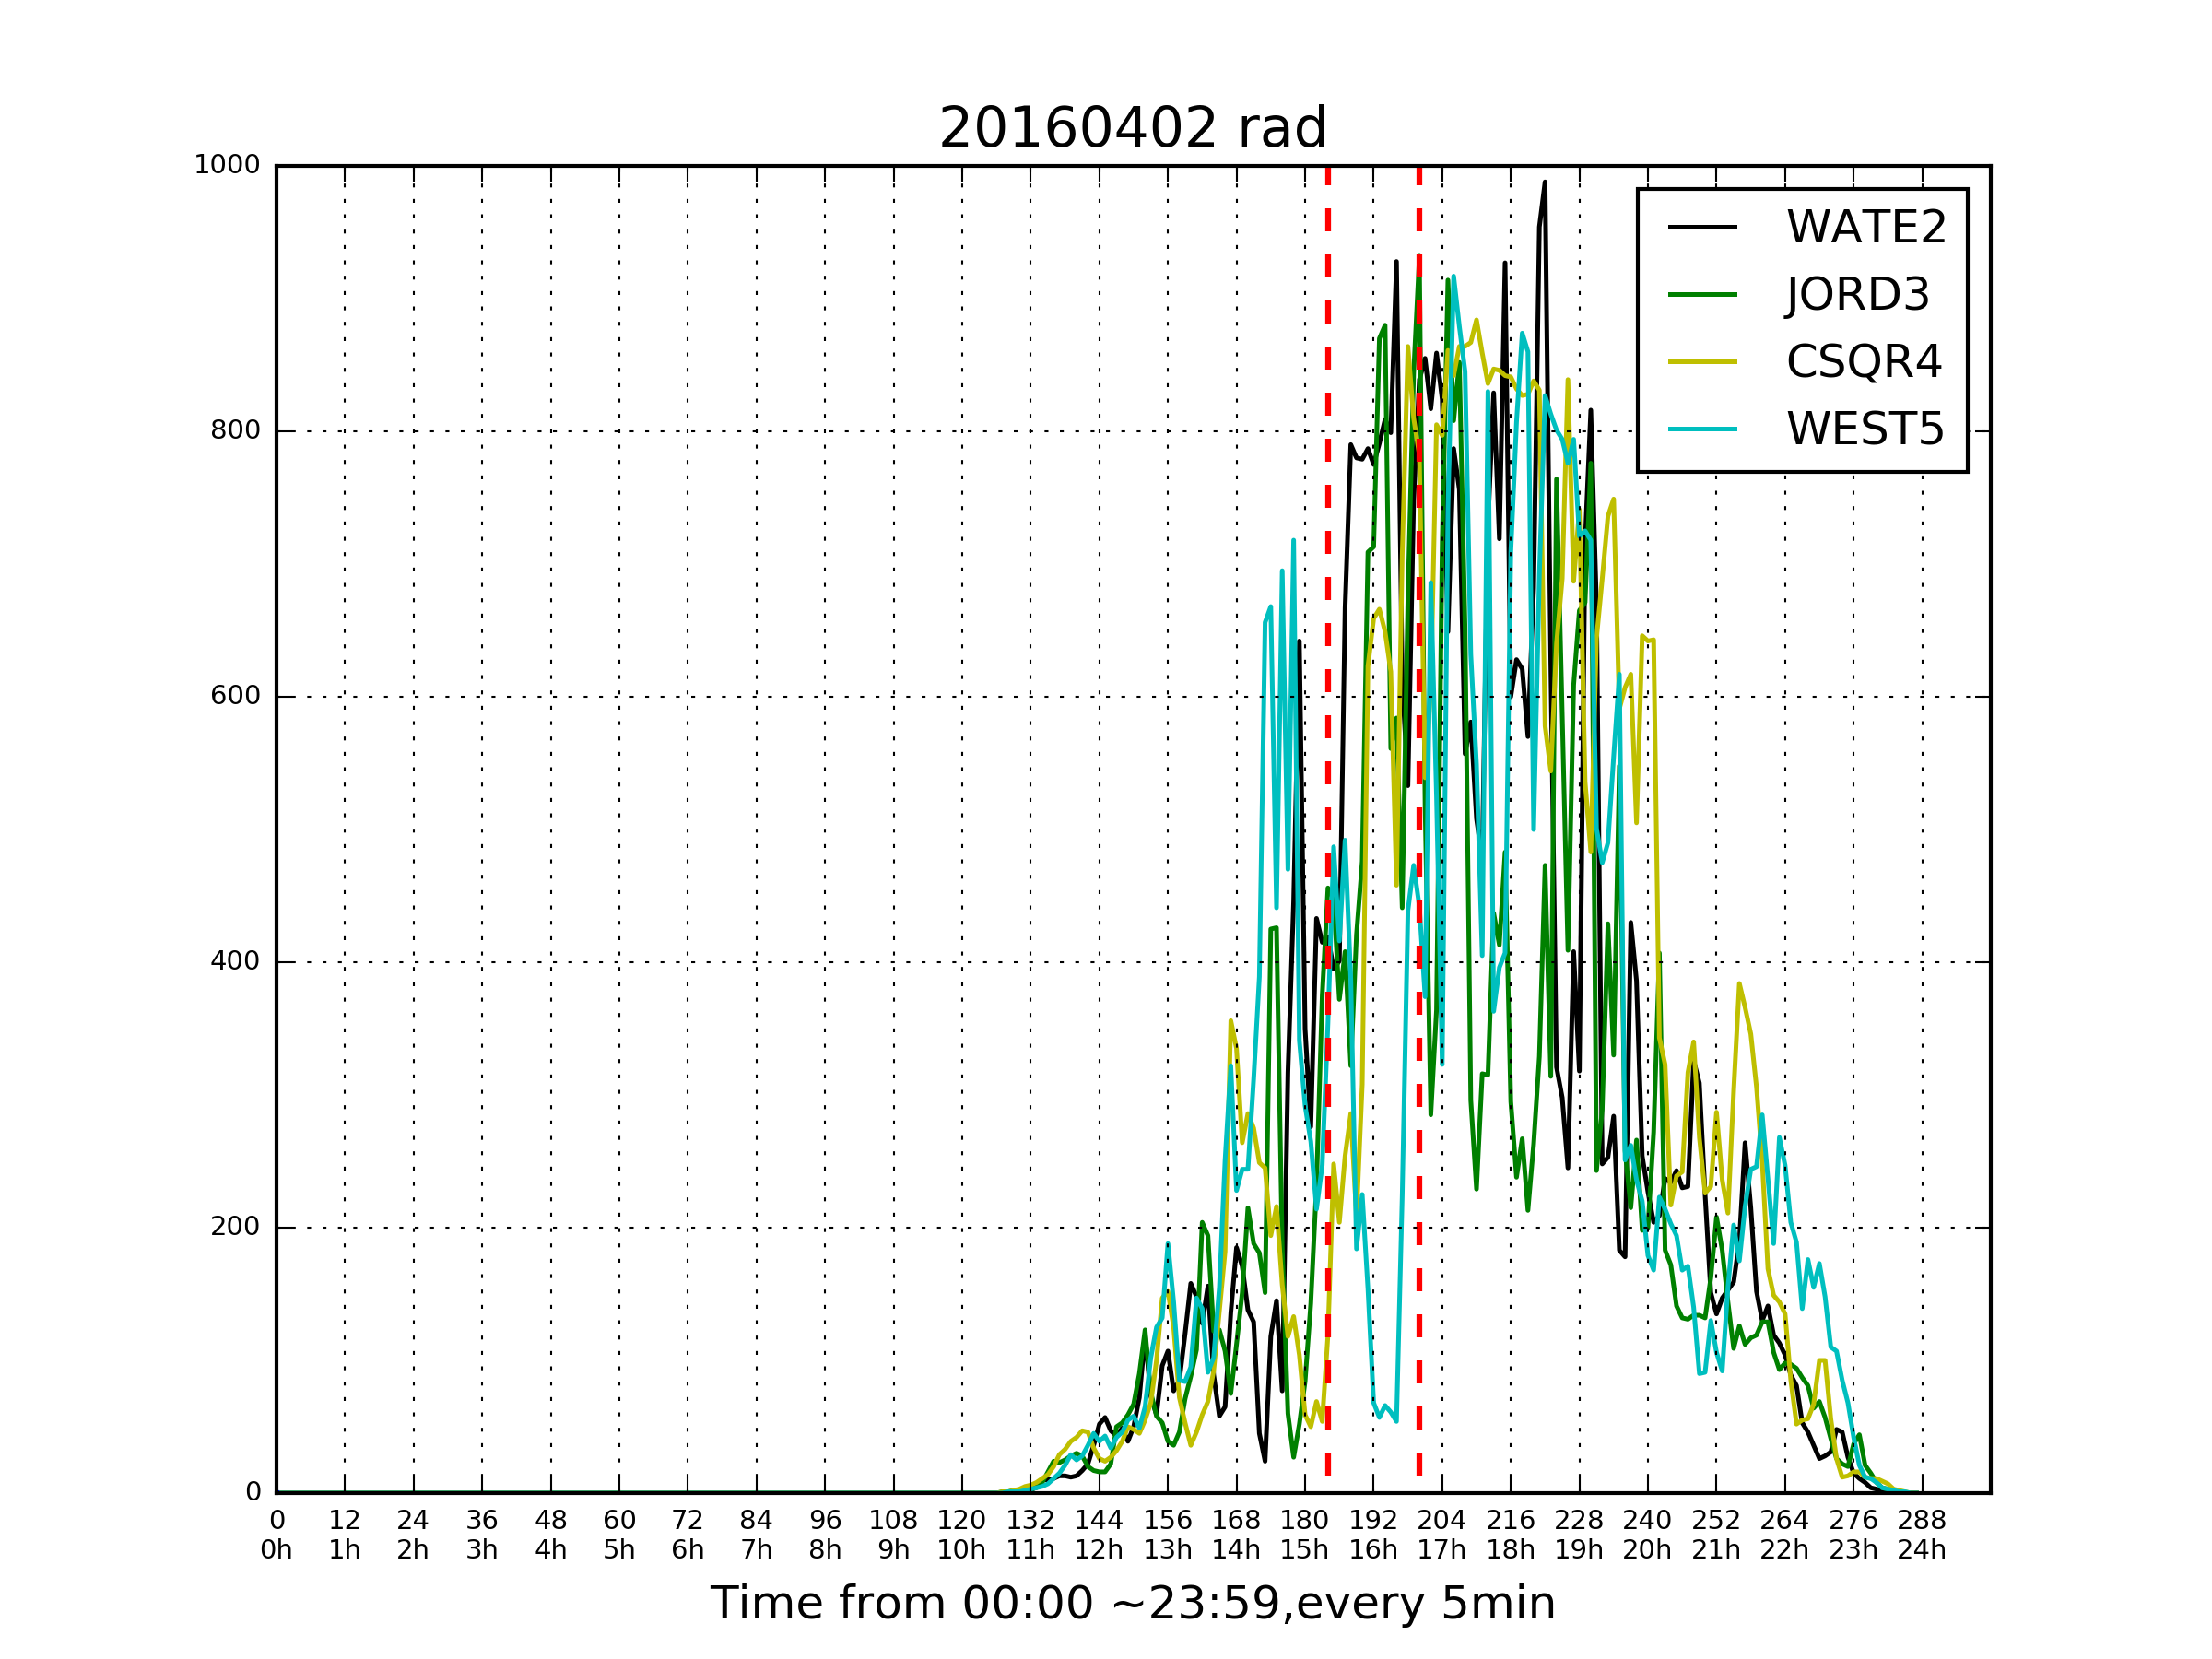 20160402 rad
1000
800
600
400
200
0
WATE2
JORD3
CSQR4
WEST5
0 12 24 36 48 60 72 84 96 108 120 132 144 156 168 180 192 204 216 228 240 252 264 276 288
0h 1h 2h 3h 4h 5h 6h 7h 8h 9h 10h 11h 12h 13h 14h 15h 16h 17h 18h 19h 20h 21h 22h 23h 24h
Time from 00:00 ~23:59,every 5min